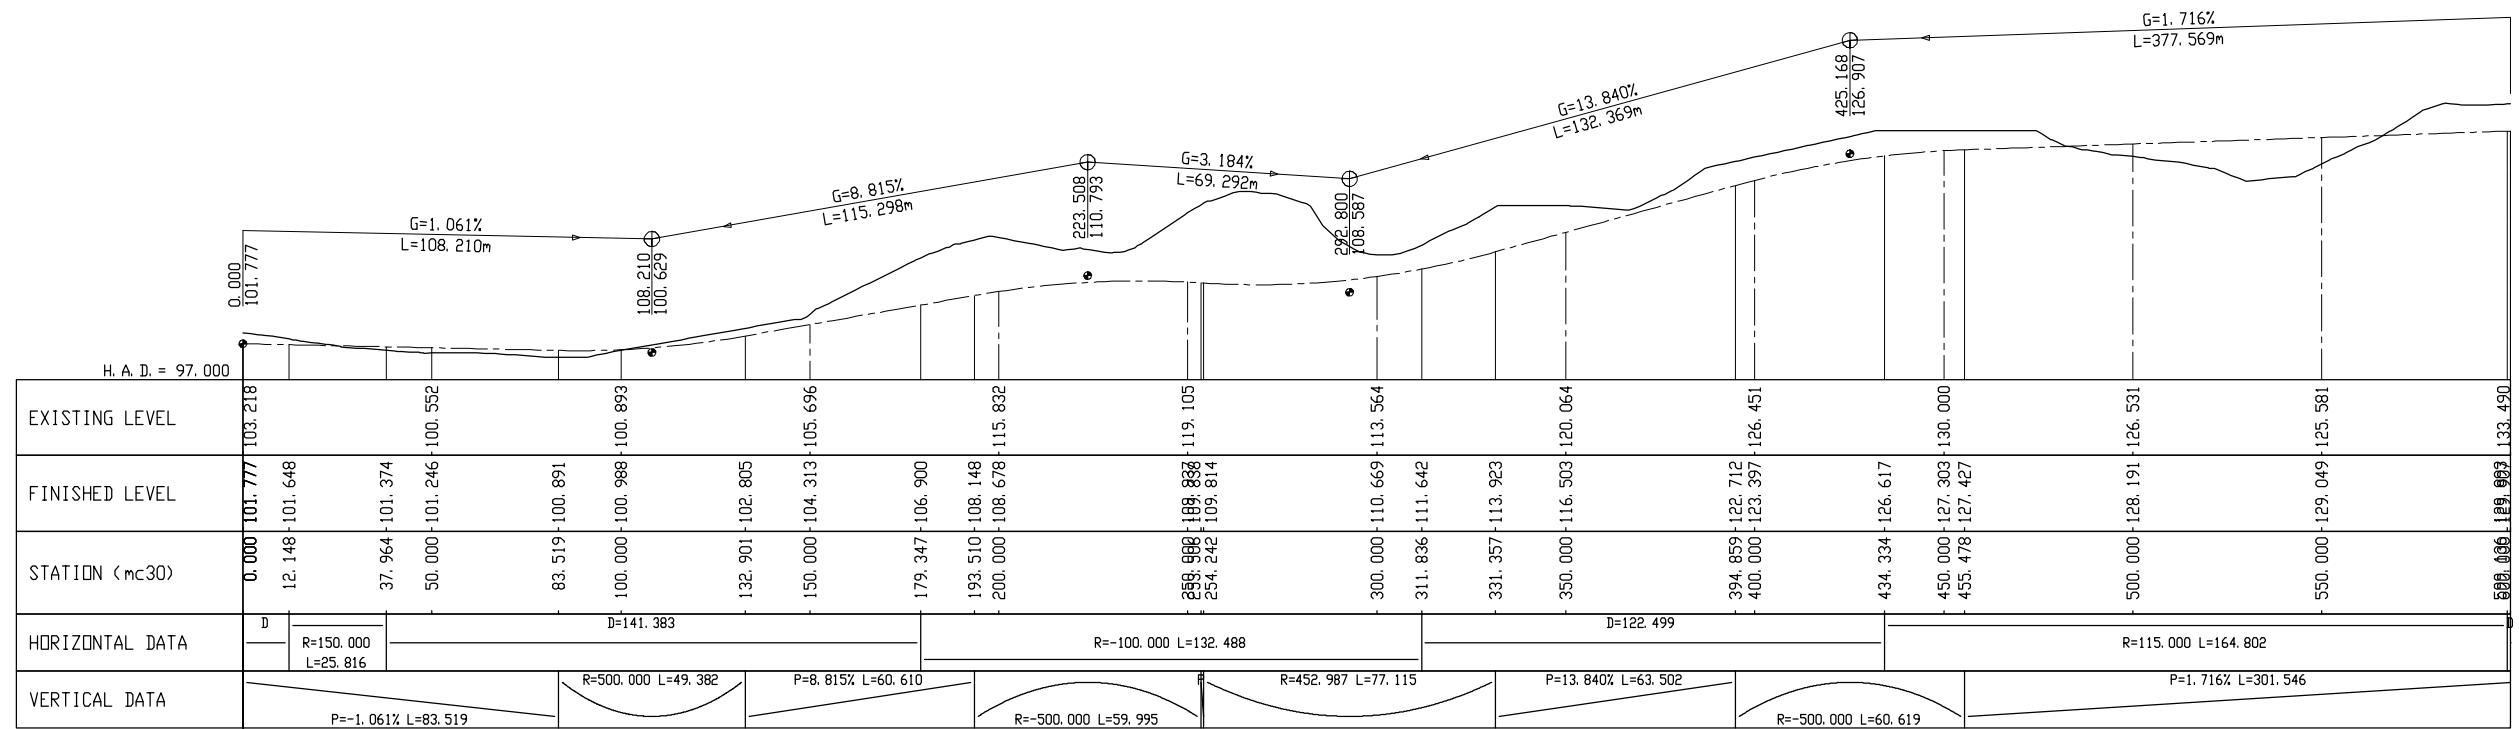 G=1.716%
L=377.569m
425.168
126.907
G=13.840%
L=132.369m
G=3.184%
L=69.292m
292.800
108.587
223.508
110.793
G=8.815%
L=115.298m
G=1.061%
L=108.210m
108.210
100.629
0.000
101.777
H.A.D.= 97.000
EXISTING LEVEL
103.218
100.552
100.893
105.696
115.832
119.105
113.564
120.064
126.451
130.000
126.531
125.581
133.490
FINISHED LEVEL
101.777
101.648
101.374
101.246
100.891
100.988
102.805
104.313
106.900
108.148
108.678
109.814
110.669
111.642
113.923
116.503
122.712
123.397
126.617
127.303
127.427
128.191
129.049
STATION (mc30)
0.000
12.148
37.964
50.000
83.519
100.000
132.901
150.000
179.347
193.510
200.000
254.242
300.000
311.836
331.357
350.000
394.859
400.000
434.334
450.000
455.478
500.000
550.000
HORIZONTAL DATA
D
R=150.000
L=25.816
D=141.383
R=-100.000 L=132.488
D=122.499
R=115.000 L=164.802
VERTICAL DATA
P=-1.061% L=83.519
R=500.000 L=49.382
P=8.815% L=60.610
R=-500.000 L=59.995
R=452.987 L=77.115
P=13.840% L=63.502
R=-500.000 L=60.619
P=1.716% L=301.546